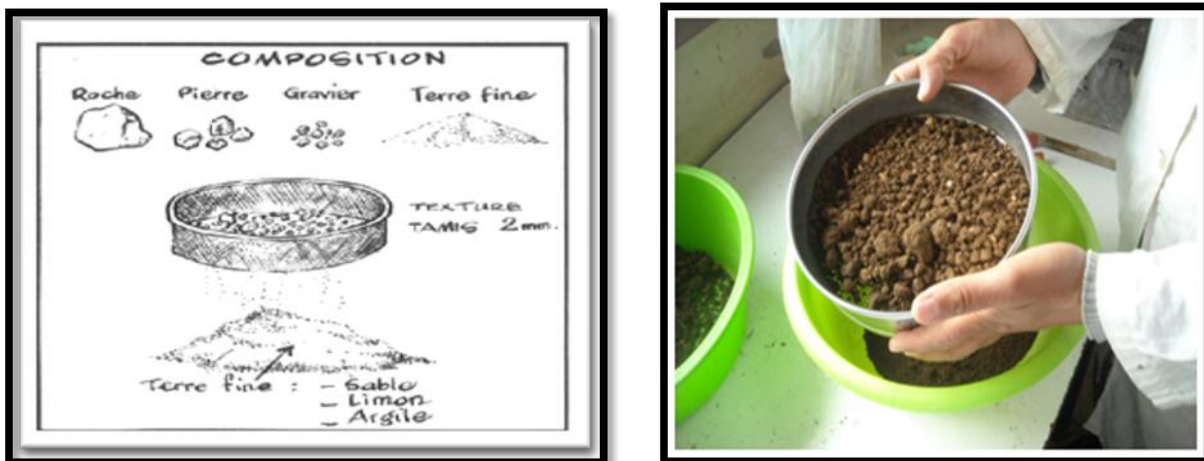 COMPOSITION
Roche Pierre Gravier Terre fine
TEXTURE
TAMIS 2mm.
Terre fine : - Sable
- Limon
- Argile